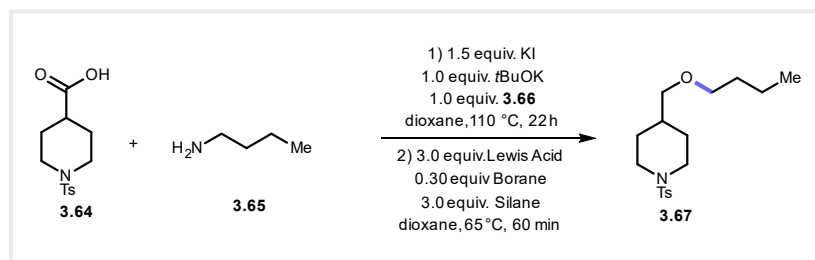 O
OH
N
Ts
3.64
+
H2N
Me
3.65
1) 1.5 equiv. KI
1.0 equiv. tBuOK
1.0 equiv. 3.66
dioxane, 110 °C, 22h
2) 3.0 equiv. Lewis Acid
0.30 equiv Borane
3.0 equiv. Silane
dioxane, 65 °C, 60 min
O
Me
N
Ts
3.67